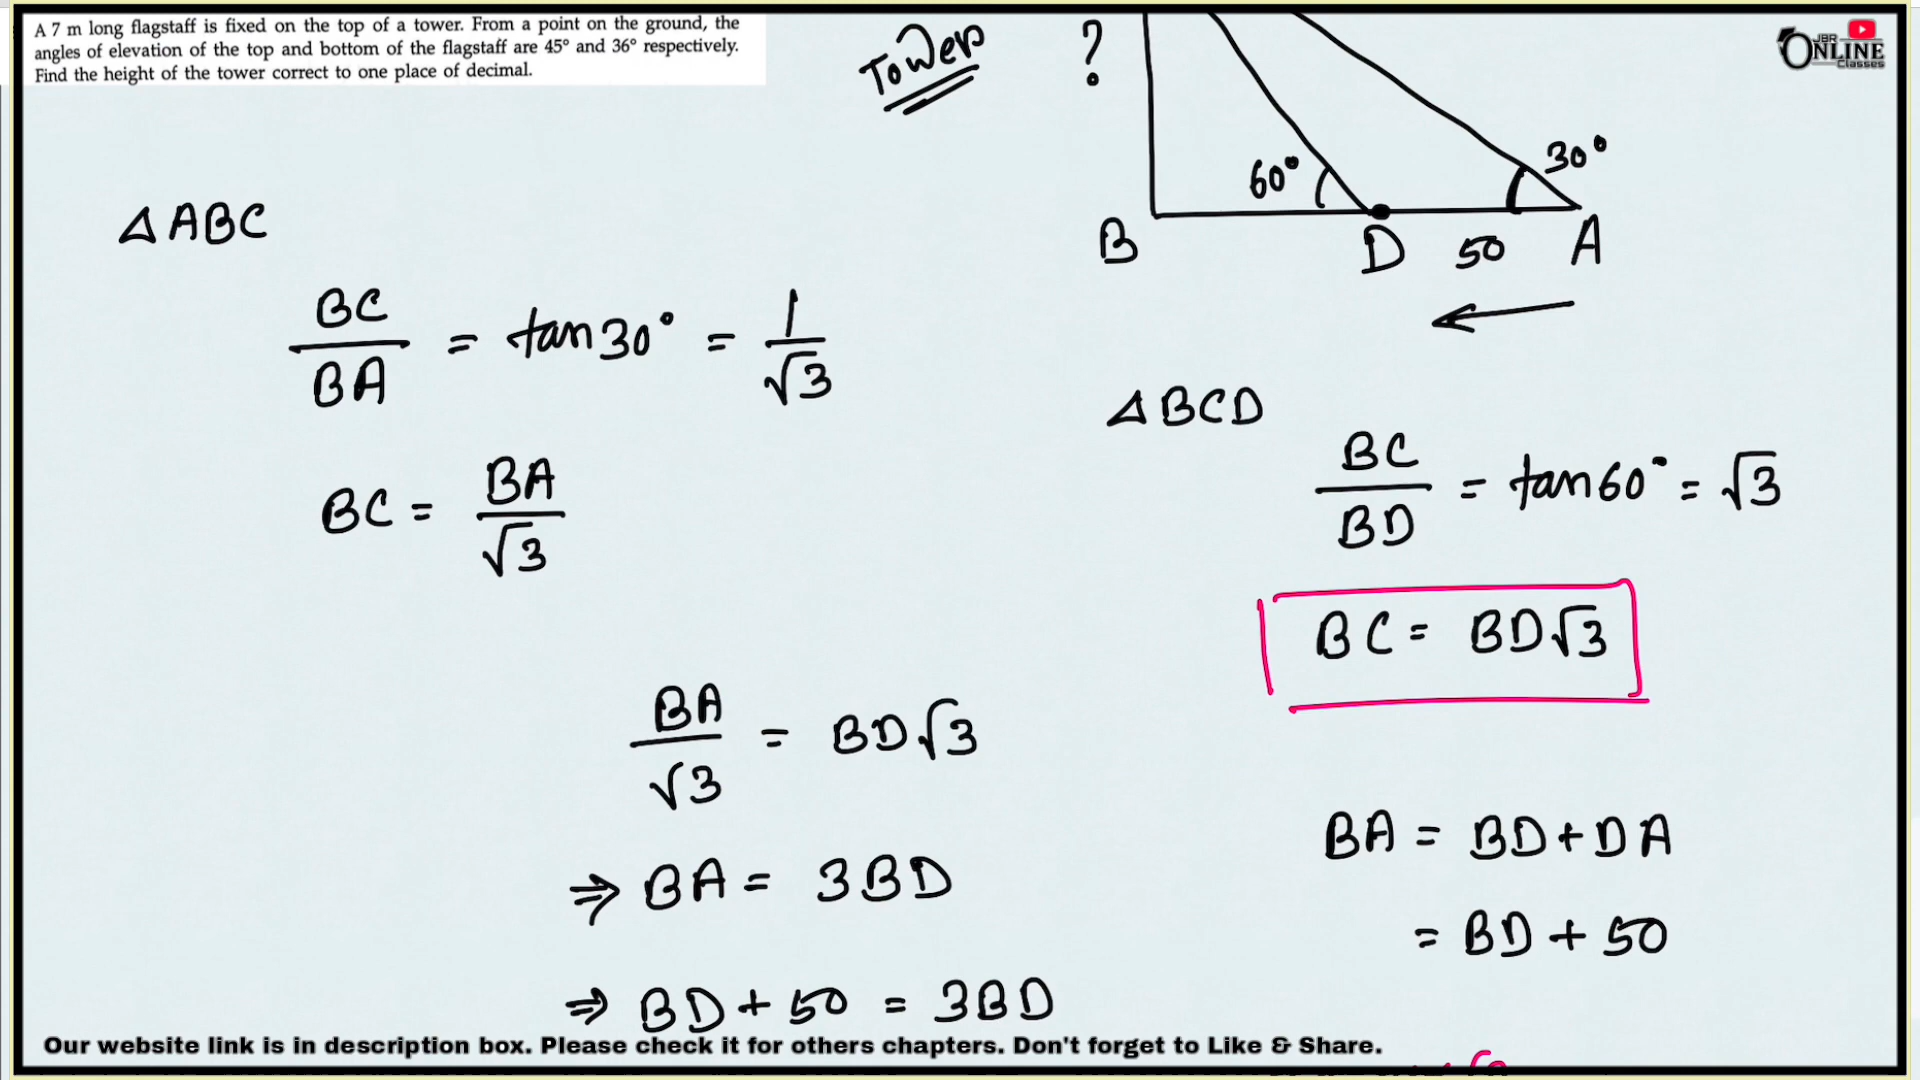 A 7 m long flagstaff is fixed on the top of a tower. From a point on the ground, the
angles of elevation of the top and bottom of the flagstaff are 45° and 36° respectively.
Find the height of the tower correct to one place of decimal.
Tower
?
JBR
ONLINE
Classes
60°
30°
B
D
50
A
△ABC
BC/BA = tan30° = 1/√3
BC = BA/√3
△BCD
BC/BD = tan60° = √3
BC = BD√3
BA/√3 = BD√3
⇒ BA = 3BD
⇒ BD + 50 = 3BD
BA = BD + DA
= BD + 50
Our website link is in description box. Please check it for others chapters. Don't forget to Like & Share.